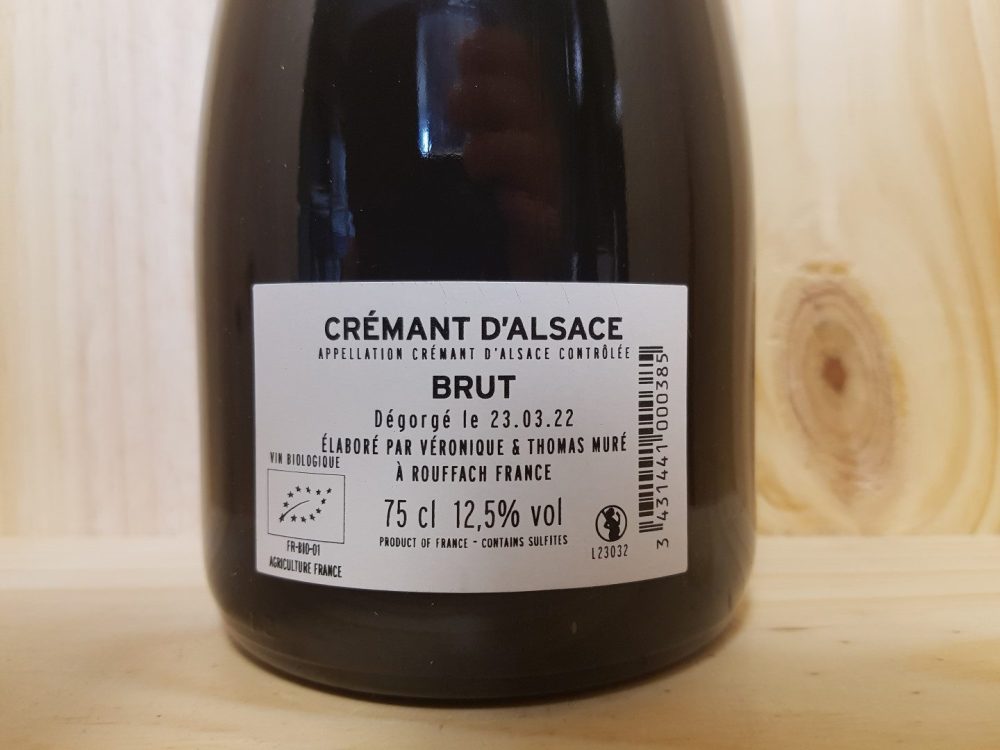 CRÉMANT D'ALSACE
APPELLATION CRÉMANT D'ALSACE CONTRÔLÉE
BRUT
Dégorgé le 23.03.22
ÉLABORÉ PAR VÉRONIQUE & THOMAS MURÉ
À ROUFFACH FRANCE
75 cl 12,5% vol
PRODUCT OF FRANCE - CONTAINS SULFITES
VIN BIOLOGIQUE
FR-BIO-01
AGRICULTURE FRANCE
L23032
3 431441 000385